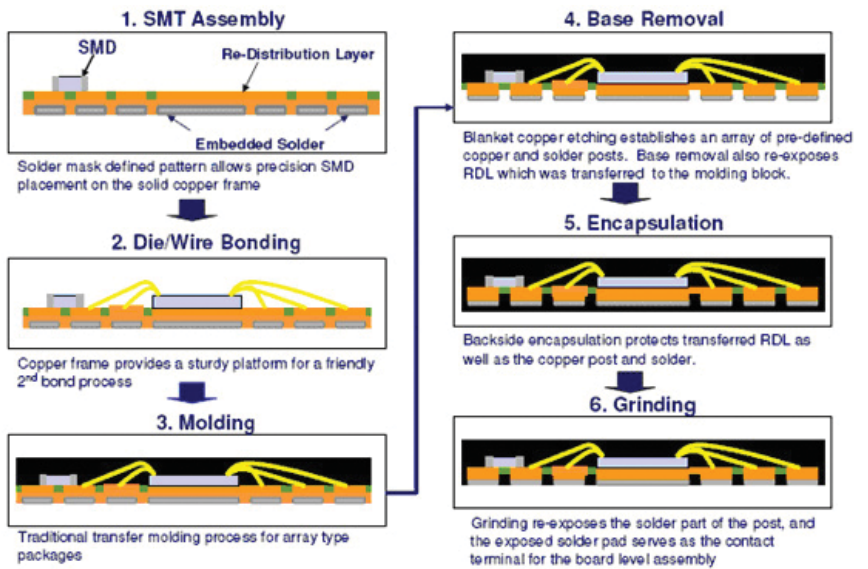 1. SMT Assembly
SMD
Re-Distribution Layer
Embedded Solder
Solder mask defined pattern allows precision SMD
placement on the solid copper frame
2. Die/Wire Bonding
Copper frame provides a sturdy platform for a friendly
2nd bond process
3. Molding
Traditional transfer molding process for array type
packages
4. Base Removal
Blanket copper etching establishes an array of pre-defined
copper and solder posts. Base removal also re-exposes
RDL which was transferred to the molding block.
5. Encapsulation
Backside encapsulation protects transferred RDL as
well as the copper post and solder.
6. Grinding
Grinding re-exposes the solder part of the post, and
the exposed solder pad serves as the contact
terminal for the board level assembly